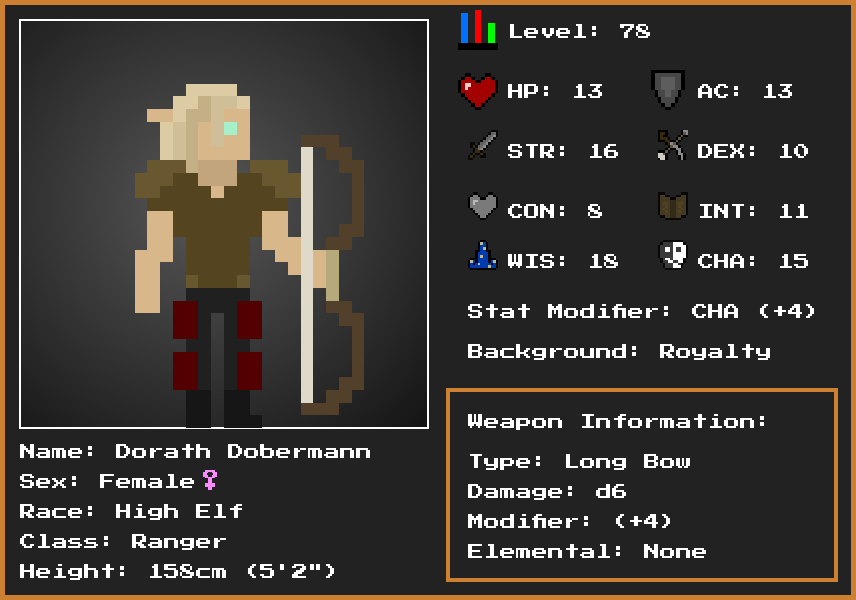 Level: 78
HP: 13 AC: 13
STR: 16 DEX: 10
CON: 8 INT: 11
WIS: 18 CHA: 15
Stat Modifier: CHA (+4)
Background: Royalty
Weapon Information:
Type: Long Bow
Damage: d6
Modifier: (+4)
Elemental: None
Name: Dorath Dobermann
Sex: Female♀
Race: High Elf
Class: Ranger
Height: 158cm (5'2")